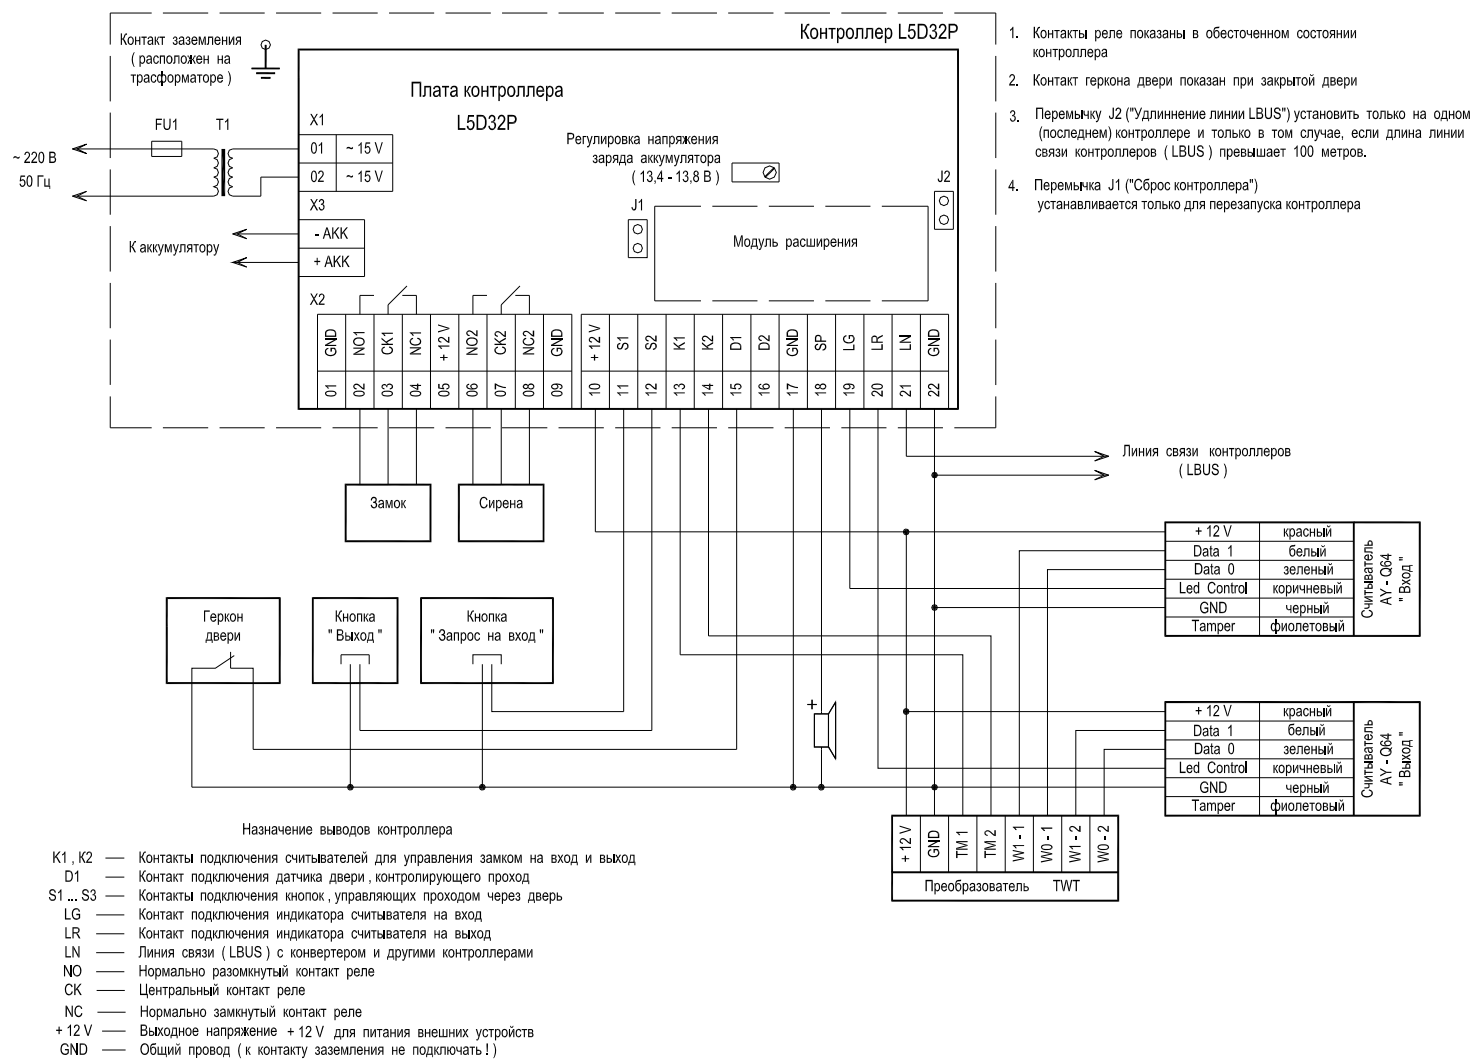 Контроллер L5D32P
Контакт заземления
( расположен на
трасформаторе )
Плата контроллера
L5D32P
FU1
T1
~ 220 В
50 Гц
X1
01 ~ 15 V
02 ~ 15 V
X3
- АКК
+ АКК
К аккумулятору
Регулировка напряжения
заряда аккумулятора
( 13,4 - 13,8 В )
J1
J2
Модуль расширения
X2
GND NO1 CK1 NC1 + 12 V NO2 CK2 NC2 GND + 12 V S1 S2 K1 K2 D1 D2 GND SP LG LR LN GND
01 02 03 04 05 06 07 08 09 10 11 12 13 14 15 16 17 18 19 20 21 22
1. Контакты реле показаны в обесточенном состоянии
контроллера
2. Контакт геркона двери показан при закрытой двери
3. Перемычку J2 ("Удлиннение линии LBUS") установить только на одном
(последнем) контроллере и только в том случае, если длина линии
связи контроллеров ( LBUS ) превышает 100 метров.
4. Перемычка J1 ("Сброс контроллера")
устанавливается только для перезапуска контроллера
Линия связи контроллеров
( LBUS )
Замок
Сирена
Геркон
двери
Кнопка
" Выход "
Кнопка
" Запрос на вход "
+
+ 12 V красный
Data 1 белый
Data 0 зеленый
Led Control коричневый
GND черный
Tamper фиолетовый
Считыватель
AY - Q64
" Вход "
+ 12 V красный
Data 1 белый
Data 0 зеленый
Led Control коричневый
GND черный
Tamper фиолетовый
Считыватель
AY - Q64
" Выход "
+ 12 V GND TM 1 TM 2 W1 - 1 W0 - 1 W1 - 2 W0 - 2
Преобразователь TWT
Назначение выводов контроллера
K1 , K2 — Контакты подключения считывателей для управления замком на вход и выход
D1 — Контакт подключения датчика двери , контролирующего проход
S1 ... S3 — Контакты подключения кнопок , управляющих проходом через дверь
LG — Контакт подключения индикатора считывателя на вход
LR — Контакт подключения индикатора считывателя на выход
LN — Линия связи ( LBUS ) с конвертером и другими контроллерами
NO — Нормально разомкнутый контакт реле
CK — Центральный контакт реле
NC — Нормально замкнутый контакт реле
+ 12 V — Выходное напряжение + 12 V для питания внешних устройств
GND — Общий провод ( к контакту заземления не подключать ! )